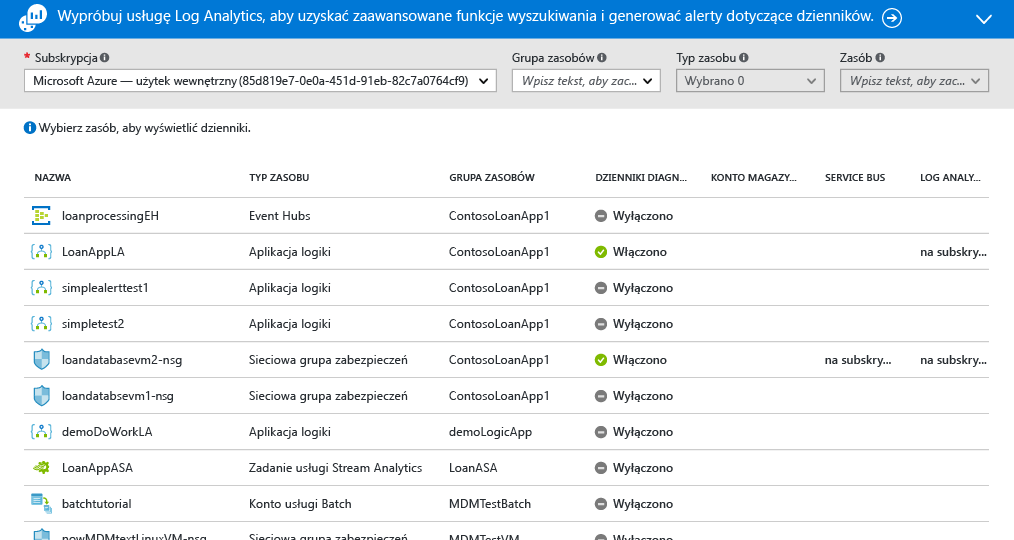 Wypróbuj usługę Log Analytics, aby uzyskać zaawansowane funkcje wyszukiwania i generować alerty dotyczące dzienników.
* Subskrypcja Grupa zasobów Typ zasobu Zasób
Microsoft Azure — użytek wewnętrzny (85d819e7-0e0a-451d-91eb-82c7a0764cf9) Wpisz tekst, aby zac... Wybrano 0 Wpisz tekst, aby zac...
Wybierz zasób, aby wyświetlić dzienniki.
NAZWA TYP ZASOBU GRUPA ZASOBÓW DZIENNIKI DIAGN... KONTO MAGAZY... SERVICE BUS LOG ANALY...
loanprocessingEH Event Hubs ContosoLoanApp1 Wyłączono
LoanAppLA Aplikacja logiki ContosoLoanApp1 Włączono na subskry...
simplealerttest1 Aplikacja logiki ContosoLoanApp1 Wyłączono
simpletest2 Aplikacja logiki ContosoLoanApp1 Wyłączono
loandatabasevm2-nsg Sieciowa grupa zabezpieczeń ContosoLoanApp1 Włączono na subskry... na subskry...
loandatabsevm1-nsg Sieciowa grupa zabezpieczeń ContosoLoanApp1 Wyłączono
demoDoWorkLA Aplikacja logiki demoLogicApp Wyłączono
LoanAppASA Zadanie usługi Stream Analytics LoanASA Wyłączono
batchtutorial Konto usługi Batch MDMTestBatch Wyłączono
nowMDMtextLinuxVM-nsg Sieciowa grupa zabezpieczeń MDMTestVM Wyłączono